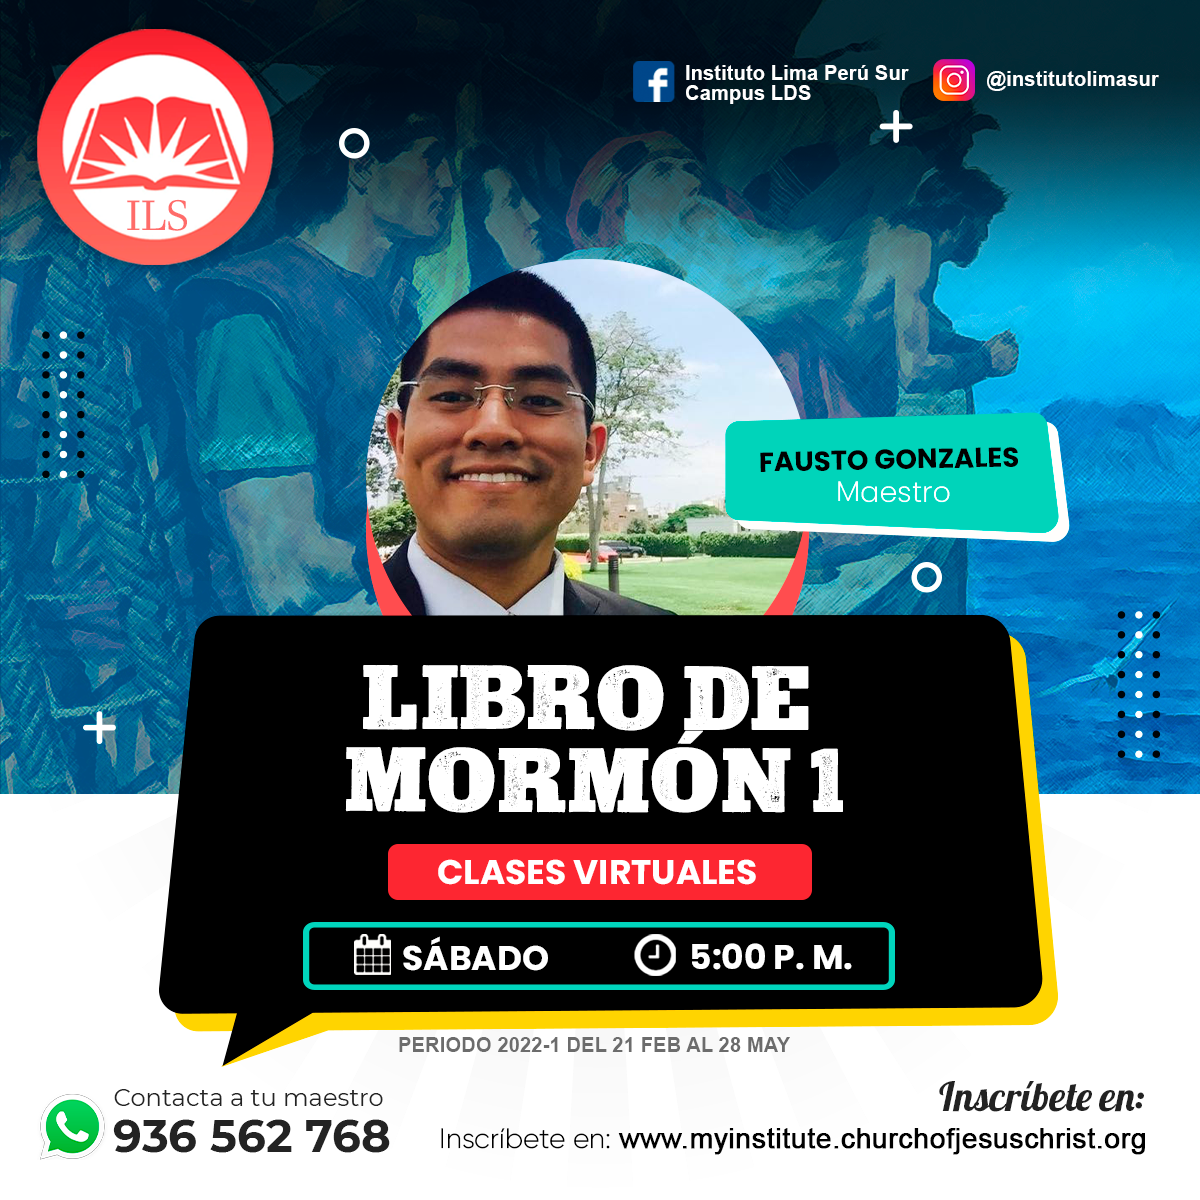 ILS
Instituto Lima Perú Sur
Campus LDS
@institutolimasur
FAUSTO GONZALES
Maestro
LIBRO DE
MORMÓN 1
CLASES VIRTUALES
SÁBADO
5:00 P. M.
PERIODO 2022-1 DEL 21 FEB AL 28 MAY
Contacta a tu maestro
936 562 768
Inscríbete en:
Inscríbete en: www.myinstitute.churchofjesuschrist.org